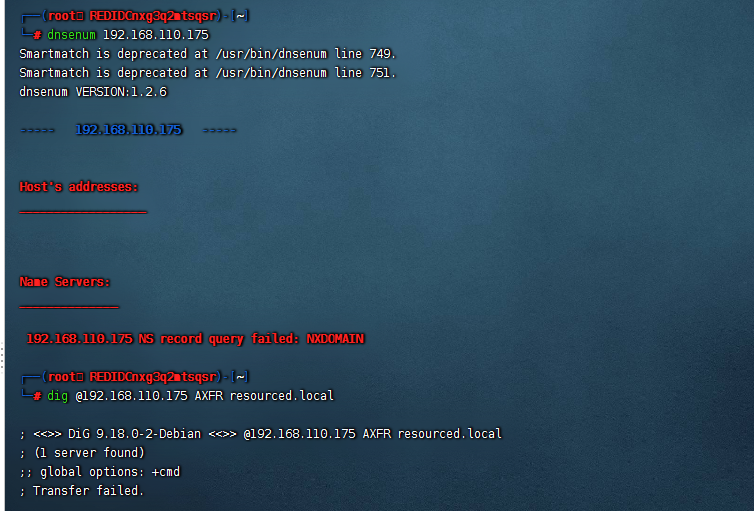 ┌──(root㉿REDIDCnxg3q2mtsqsr)-[~]
└─# dnsenum 192.168.110.175
Smartmatch is deprecated at /usr/bin/dnsenum line 749.
Smartmatch is deprecated at /usr/bin/dnsenum line 751.
dnsenum VERSION:1.2.6
-----   192.168.110.175   -----
Host's addresses:
__________________
Name Servers:
______________
192.168.110.175 NS record query failed: NXDOMAIN
┌──(root㉿REDIDCnxg3q2mtsqsr)-[~]
└─# dig @192.168.110.175 AXFR resourced.local
; <<>> DiG 9.18.0-2-Debian <<>> @192.168.110.175 AXFR resourced.local
; (1 server found)
;; global options: +cmd
; Transfer failed.